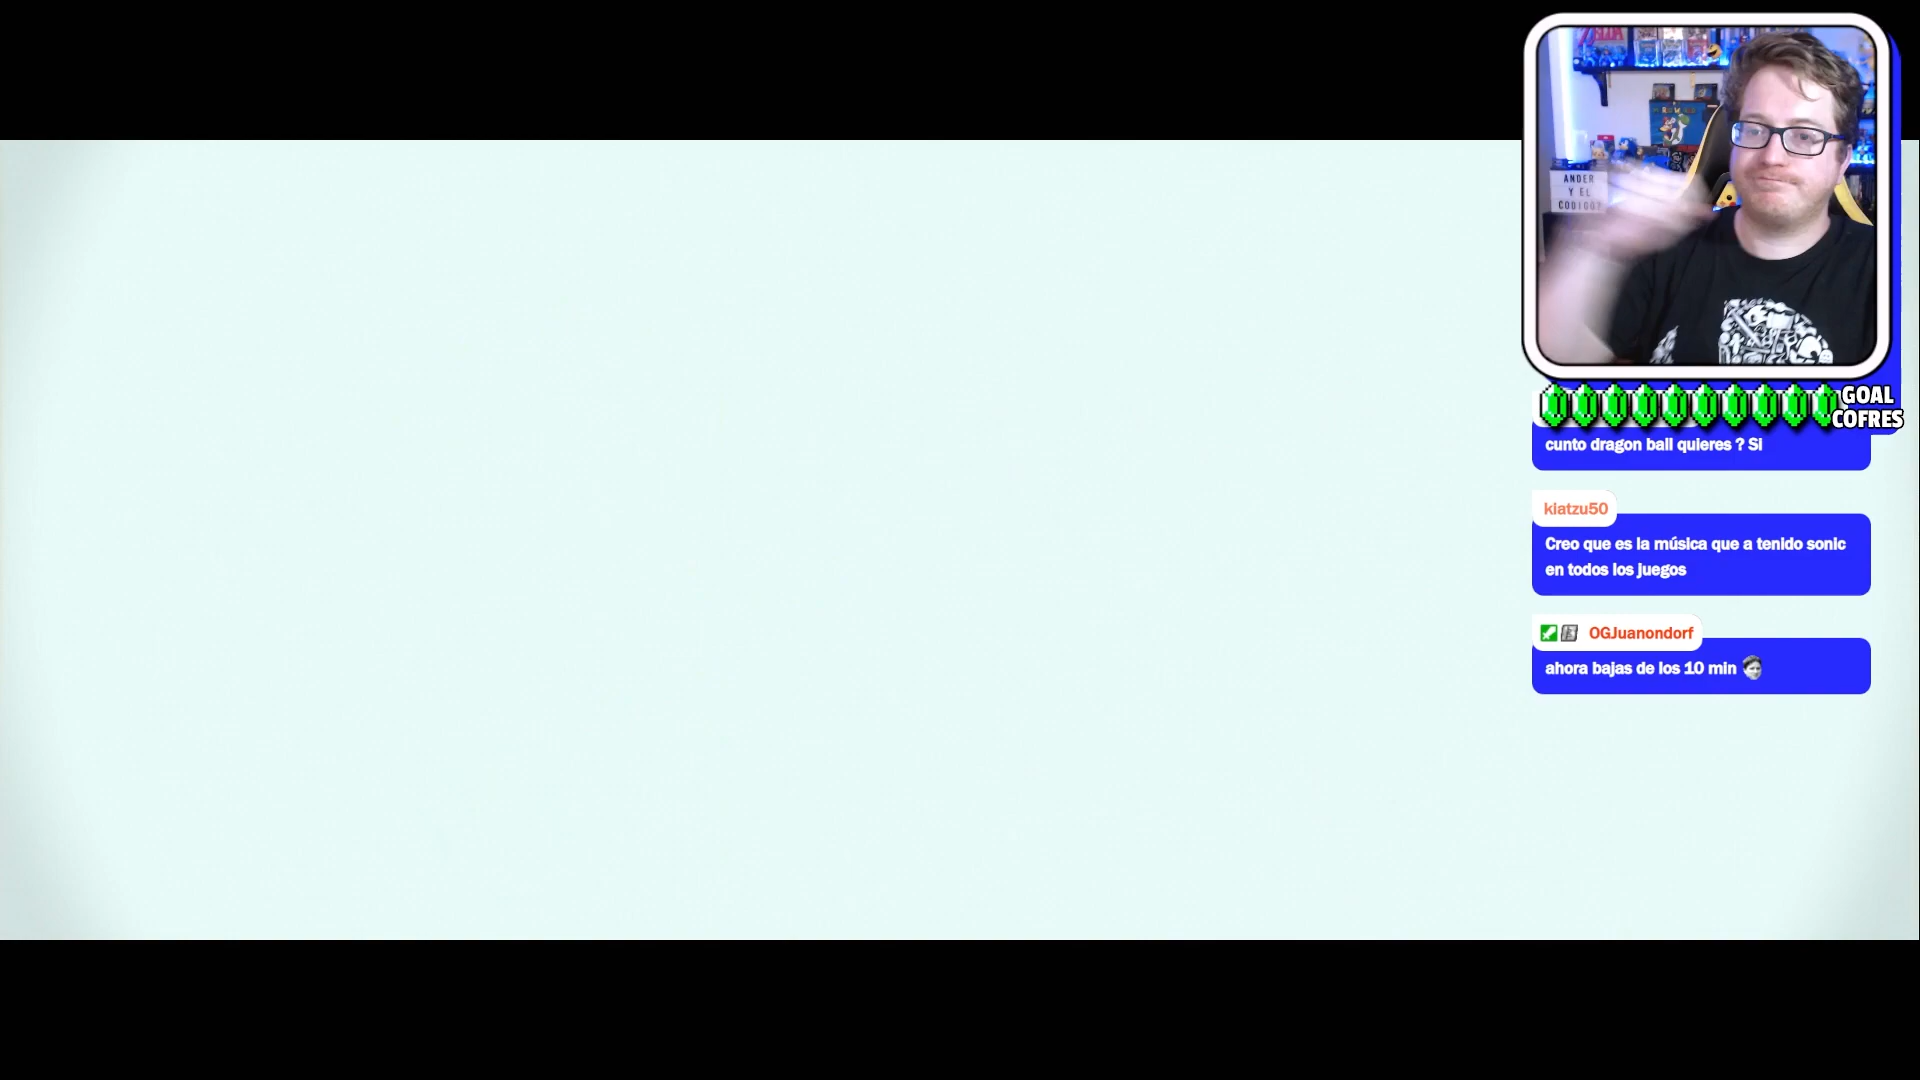 ZELDA
ANDER
Y EL
CODIGO?
GOAL
COFRES
cunto dragon ball quieres ? Si
kiatzu50
Creo que es la música que a tenido sonic
en todos los juegos
OGJuanondorf
ahora bajas de los 10 min